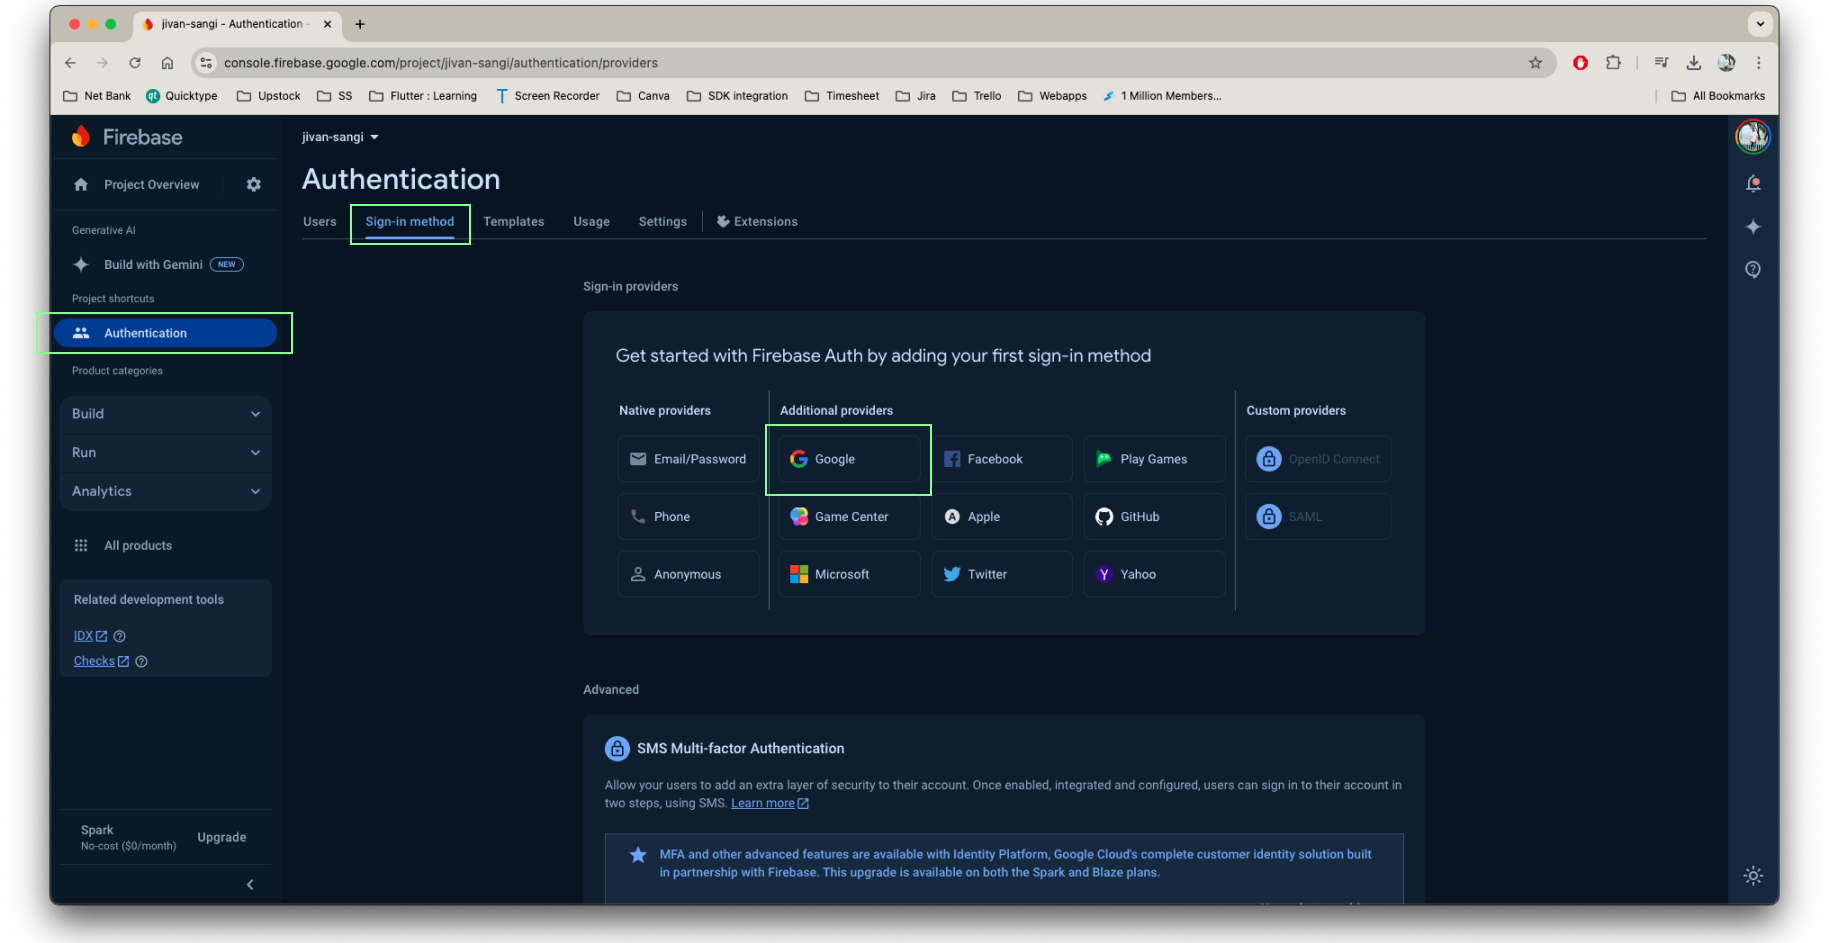 jivan-sangi - Authentication -
console.firebase.google.com/project/jivan-sangi/authentication/providers
Net Bank
Quicktype
Upstock
SS
Flutter : Learning
Screen Recorder
Canva
SDK integration
Timesheet
Jira
Trello
Webapps
1 Million Members...
All Bookmarks
Firebase
jivan-sangi
Project Overview
Authentication
Users
Sign-in method
Templates
Usage
Settings
Extensions
Generative AI
Build with Gemini NEW
Project shortcuts
Authentication
Product categories
Build
Run
Analytics
All products
Related development tools
IDX
Checks
Spark
No-cost ($0/month)
Upgrade
Sign-in providers
Get started with Firebase Auth by adding your first sign-in method
Native providers
Additional providers
Custom providers
Email/Password
Google
Facebook
Play Games
OpenID Connect
Phone
Game Center
Apple
GitHub
SAML
Anonymous
Microsoft
Twitter
Yahoo
Advanced
SMS Multi-factor Authentication
Allow your users to add an extra layer of security to their account. Once enabled, integrated and configured, users can sign in to their account in
two steps, using SMS. Learn more
MFA and other advanced features are available with Identity Platform, Google Cloud's complete customer identity solution built
in partnership with Firebase. This upgrade is available on both the Spark and Blaze plans.